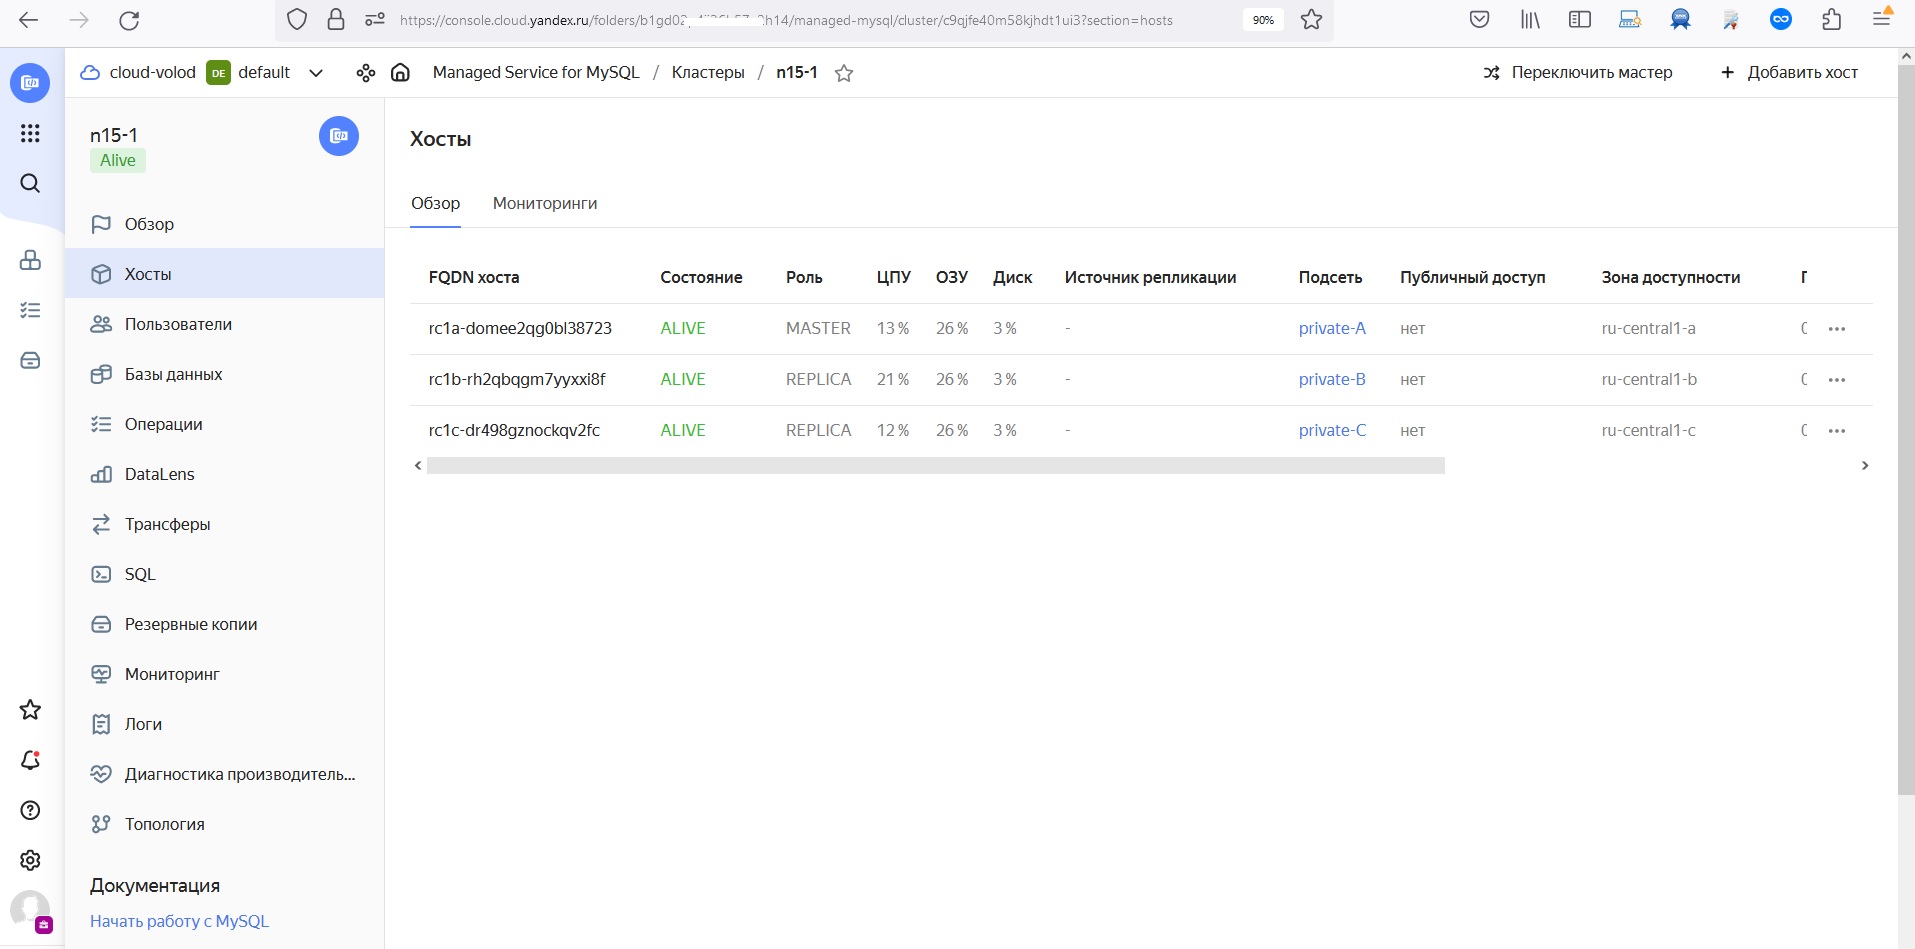 https://console.cloud.yandex.ru/folders/b1gd02 h14/managed-mysql/cluster/c9qjfe40m58kjhdt1ui3?section=hosts
90%
cloud-volod DE default
Managed Service for MySQL / Кластеры / n15-1
Переключить мастер
+ Добавить хост
n15-1
Alive
Обзор
Хосты
Пользователи
Базы данных
Операции
DataLens
Трансферы
SQL
Резервные копии
Мониторинг
Логи
Диагностика производитель...
Топология
Документация
Начать работу с MySQL
Хосты
Обзор Мониторинги
FQDN хоста Состояние Роль ЦПУ ОЗУ Диск Источник репликации Подсеть Публичный доступ Зона доступности
rc1a-domee2qg0bl38723 ALIVE MASTER 13 % 26 % 3 % - private-A нет ru-central1-a
rc1b-rh2qbqgm7yyxxi8f ALIVE REPLICA 21 % 26 % 3 % - private-B нет ru-central1-b
rc1c-dr498gznockqv2fc ALIVE REPLICA 12 % 26 % 3 % - private-C нет ru-central1-c